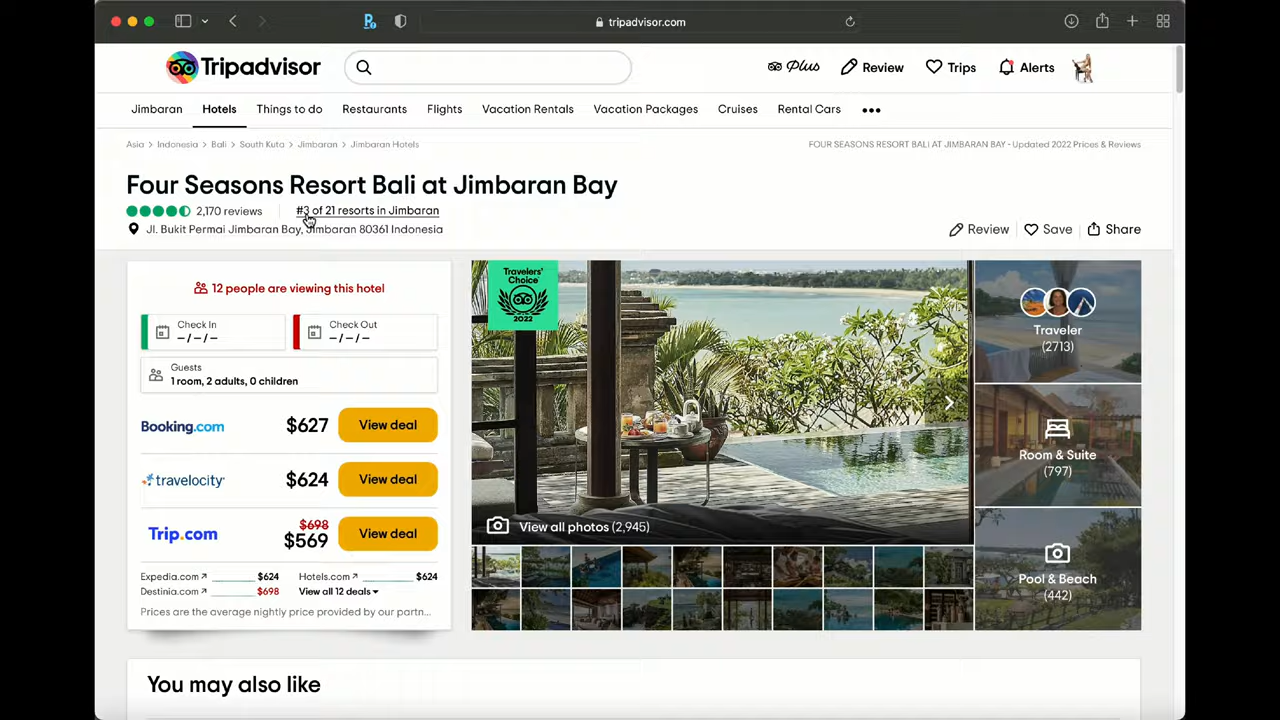 tripadvisor.com
Tripadvisor
Plus
Review
Trips
Alerts
Jimbaran
Hotels
Things to do
Restaurants
Flights
Vacation Rentals
Vacation Packages
Cruises
Rental Cars
Asia > Indonesia > Bali > South Kuta > Jimbaran > Jimbaran Hotels
FOUR SEASONS RESORT BALI AT JIMBARAN BAY - Updated 2022 Prices & Reviews
Four Seasons Resort Bali at Jimbaran Bay
2,170 reviews
#3 of 21 resorts in Jimbaran
Jl. Bukit Permai Jimbaran Bay, Jimbaran 80361 Indonesia
Review
Save
Share
12 people are viewing this hotel
Check In
– / – / –
Check Out
– / – / –
Guests
1 room, 2 adults, 0 children
Booking.com $627 View deal
travelocity $624 View deal
Trip.com $698 $569 View deal
Expedia.com $624
Hotels.com $624
Destinia.com $698
View all 12 deals
Prices are the average nightly price provided by our partn...
Travelers'
Choice
2022
View all photos (2,945)
Traveler
(2713)
Room & Suite
(797)
Pool & Beach
(442)
You may also like